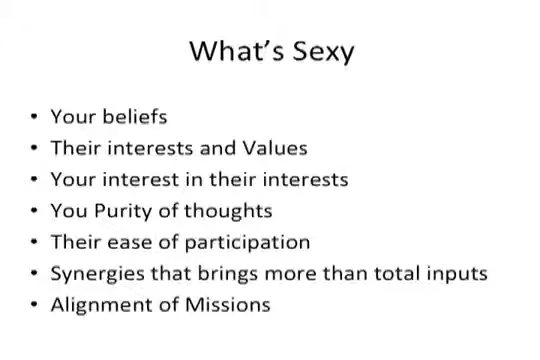 What's Sexy
• Your beliefs
• Their interests and Values
• Your interest in their interests
• You Purity of thoughts
• Their ease of participation
• Synergies that brings more than total inputs
• Alignment of Missions